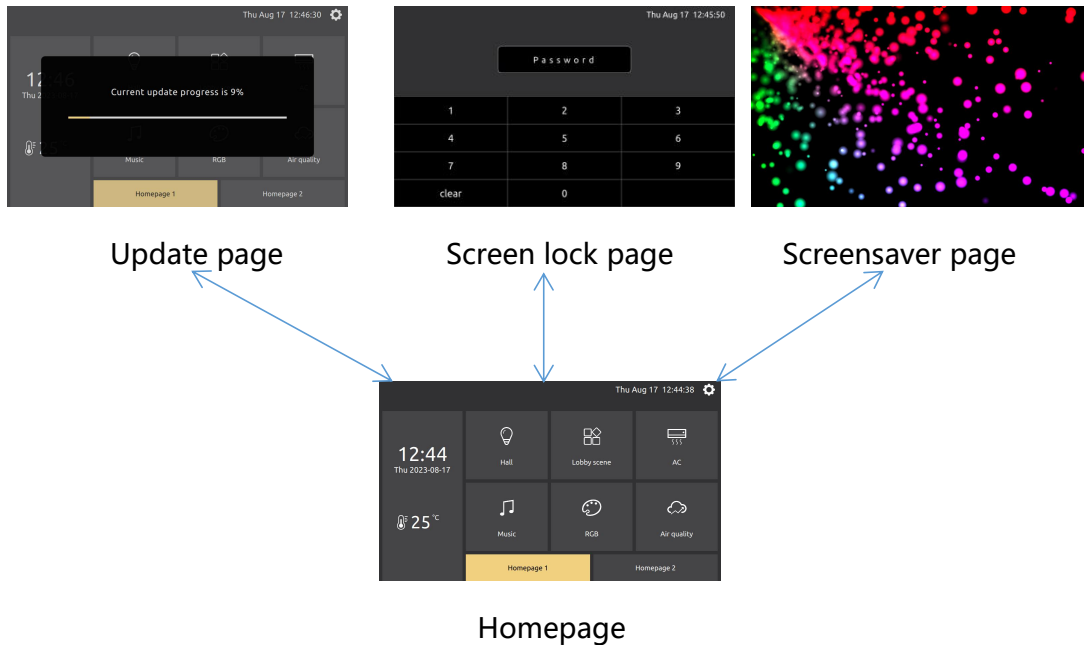 Thu Aug 17 12:46:30
Current update progress is 9%
Music
RGB
Air quality
Homepage 1
Homepage 2
Update page
Thu Aug 17 12:45:50
Password
1 2 3
4 5 6
7 8 9
clear 0
Screen lock page
Screensaver page
Thu Aug 17 12:44:38
12:44
Thu 2023-08-17
25 ℃
Hall
Lobby scene
AC
Music
RGB
Air quality
Homepage 1
Homepage 2
Homepage